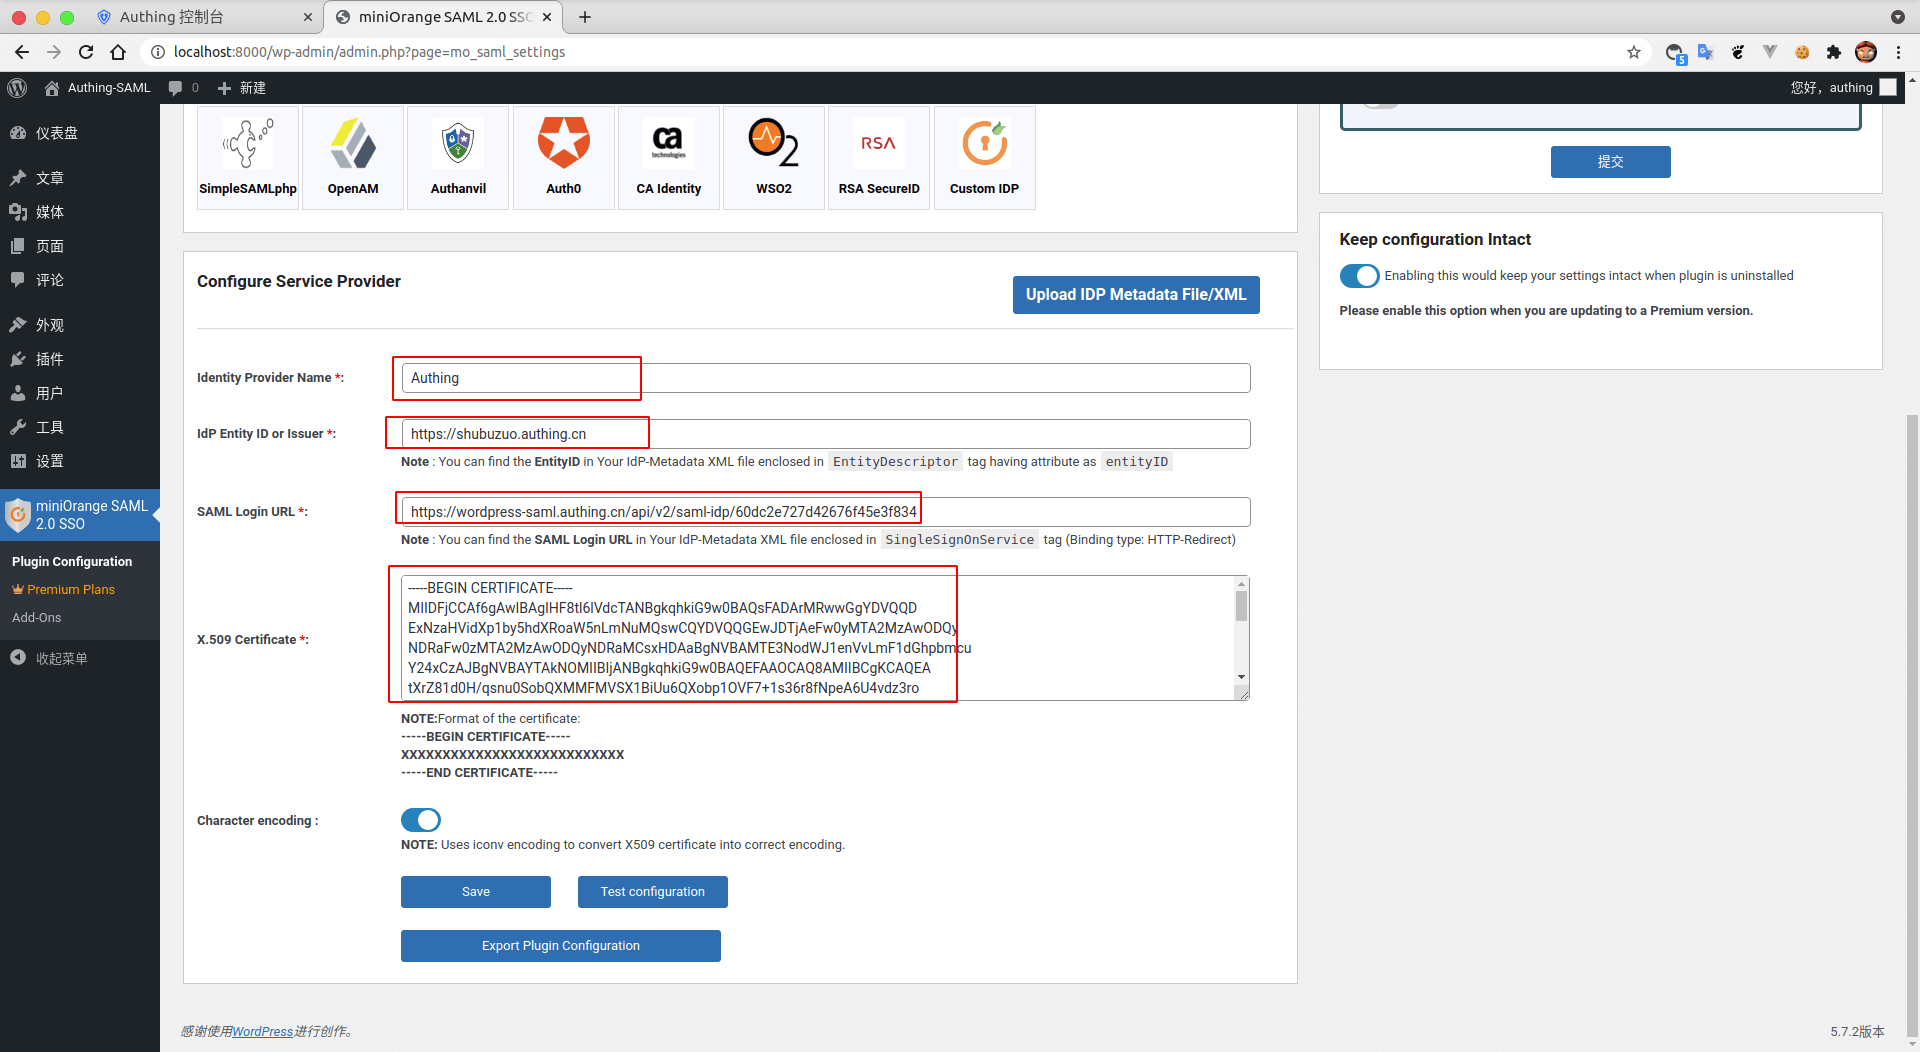 Authing 控制台
miniOrange SAML 2.0 SSO
localhost:8000/wp-admin/admin.php?page=mo_saml_settings
5
Authing-SAML
0
新建
您好，authing
仪表盘
文章
媒体
页面
评论
外观
插件
用户
工具
设置
miniOrange SAML
2.0 SSO
Plugin Configuration
Premium Plans
Add-Ons
收起菜单
ca
technologies
O2
RSA
SimpleSAMLphp
OpenAM
Authanvil
Auth0
CA Identity
WSO2
RSA SecureID
Custom IDP
提交
Configure Service Provider
Upload IDP Metadata File/XML
Identity Provider Name *:
Authing
IdP Entity ID or Issuer *:
https://shubuzuo.authing.cn
Note : You can find the EntityID in Your IdP-Metadata XML file enclosed in EntityDescriptor tag having attribute as entityID
SAML Login URL *:
https://wordpress-saml.authing.cn/api/v2/saml-idp/60dc2e727d42676f45e3f834
Note : You can find the SAML Login URL in Your IdP-Metadata XML file enclosed in SingleSignOnService tag (Binding type: HTTP-Redirect)
X.509 Certificate *:
-----BEGIN CERTIFICATE-----
MIIDFjCCAf6gAwIBAgIHF8tl6lVdcTANBgkqhkiG9w0BAQsFADArMRwwGgYDVQQD
ExNzaHVidXp1by5hdXRoaW5nLmNuMQswCQYDVQQGEwJDTjAeFw0yMTA2MzAwODQy
NDRaFw0zMTA2MzAwODQyNDRaMCsxHDAaBgNVBAMTE3NodWJ1enVvLmF1dGhpbmcu
Y24xCzAJBgNVBAYTAkNOMIIBIjANBgkqhkiG9w0BAQEFAAOCAQ8AMIIBCgKCAQEA
tXrZ81d0H/qsnu0SobQXMMFMVSX1BiUu6QXobp1OVF7+1s36r8fNpeA6U4vdz3ro
NOTE:Format of the certificate:
-----BEGIN CERTIFICATE-----
XXXXXXXXXXXXXXXXXXXXXXXXXXX
-----END CERTIFICATE-----
Character encoding :
NOTE: Uses iconv encoding to convert X509 certificate into correct encoding.
Save
Test configuration
Export Plugin Configuration
Keep configuration Intact
Enabling this would keep your settings intact when plugin is uninstalled
Please enable this option when you are updating to a Premium version.
感谢使用WordPress进行创作。
5.7.2版本